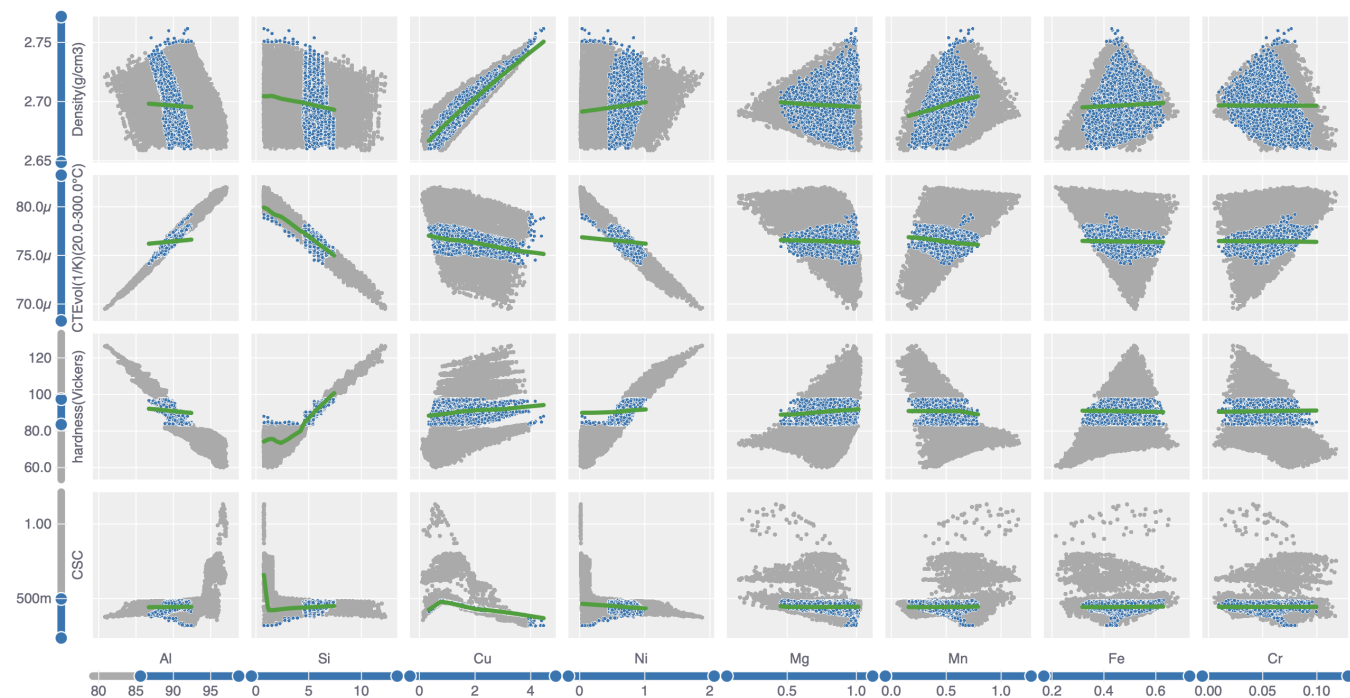 Density(g/cm3)
2.75
2.70
2.65
CTEvol(1/K)(20.0-300.0°C)
80.0μ
75.0μ
70.0μ
hardness(Vickers)
120
100
80.0
60.0
CSC
1.00
500m
Al Si Cu Ni Mg Mn Fe Cr
80 85 90 95 0 5 10 0 2 4 0 1 2 0.5 1.0 0.0 0.5 1.0 0.2 0.4 0.6 0.00 0.05 0.10